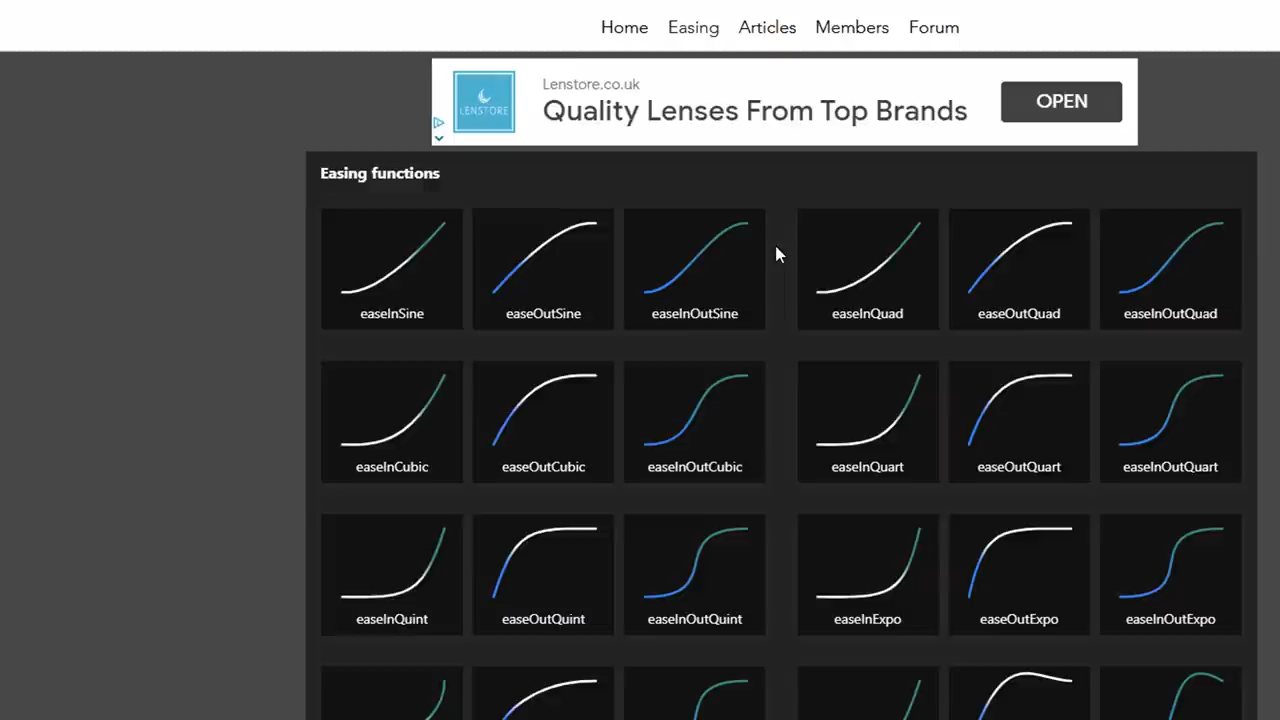 Home Easing Articles Members Forum
Lenstore.co.uk
LENSTORE
Quality Lenses From Top Brands
OPEN
Easing functions
easeInSine easeOutSine easeInOutSine easeInQuad easeOutQuad easeInOutQuad
easeInCubic easeOutCubic easeInOutCubic easeInQuart easeOutQuart easeInOutQuart
easeInQuint easeOutQuint easeInOutQuint easeInExpo easeOutExpo easeInOutExpo